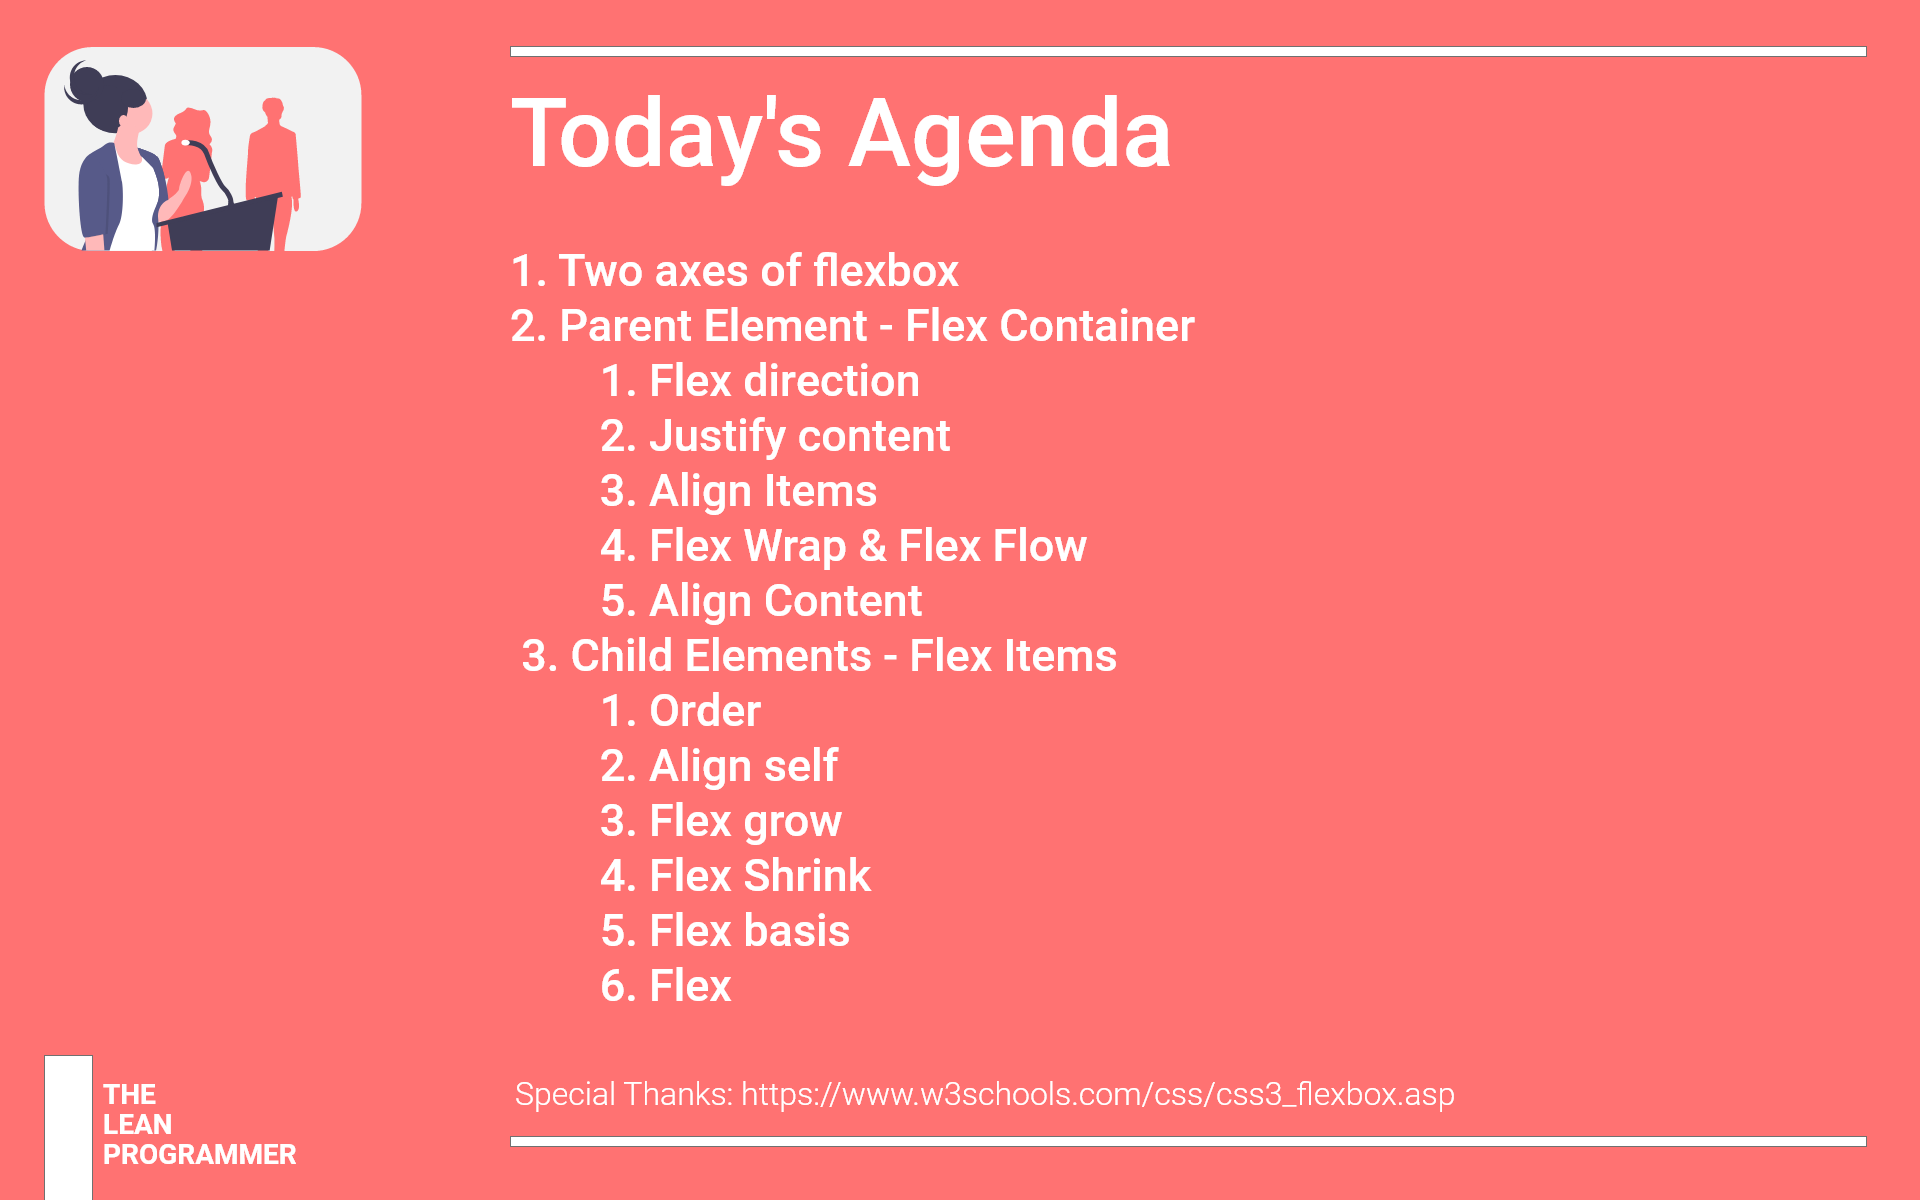 Today's Agenda
1. Two axes of flexbox
2. Parent Element - Flex Container
1. Flex direction
2. Justify content
3. Align Items
4. Flex Wrap & Flex Flow
5. Align Content
3. Child Elements - Flex Items
1. Order
2. Align self
3. Flex grow
4. Flex Shrink
5. Flex basis
6. Flex
Special Thanks: https://www.w3schools.com/css/css3_flexbox.asp
THE
LEAN
PROGRAMMER